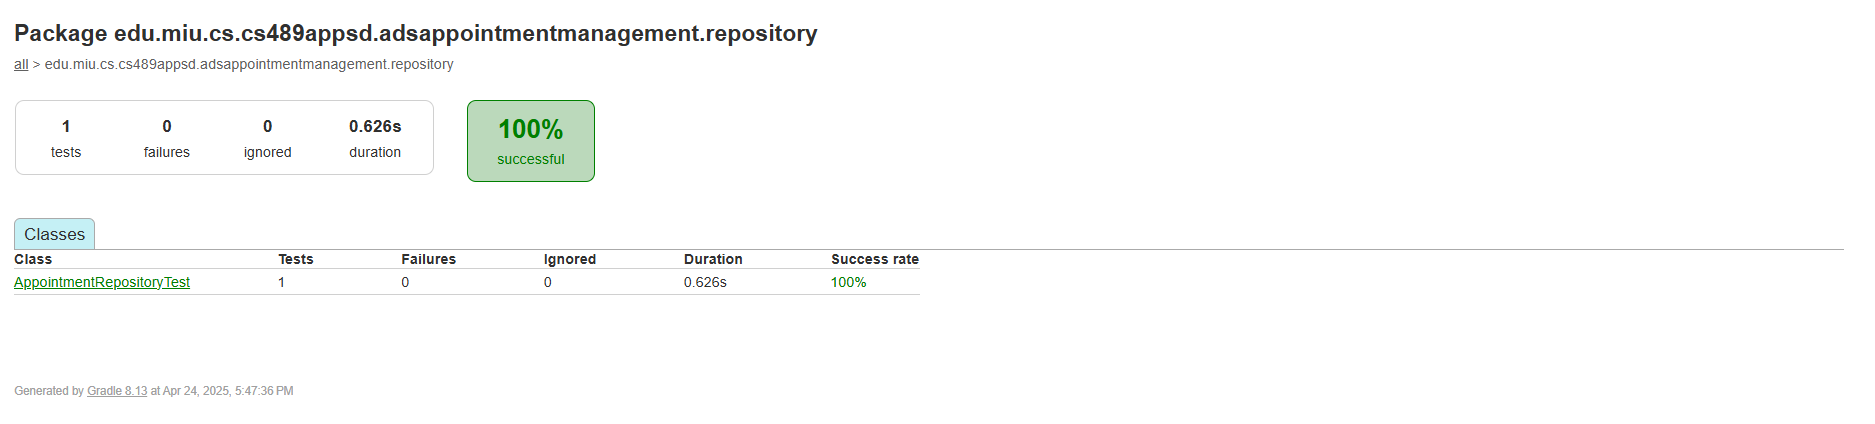 Package edu.miu.cs.cs489appsd.adsappointmentmanagement.repository
all > edu.miu.cs.cs489appsd.adsappointmentmanagement.repository
1 0 0 0.626s
tests failures ignored duration
100%
successful
Classes
Class Tests Failures Ignored Duration Success rate
AppointmentRepositoryTest 1 0 0 0.626s 100%
Generated by Gradle 8.13 at Apr 24, 2025, 5:47:36 PM